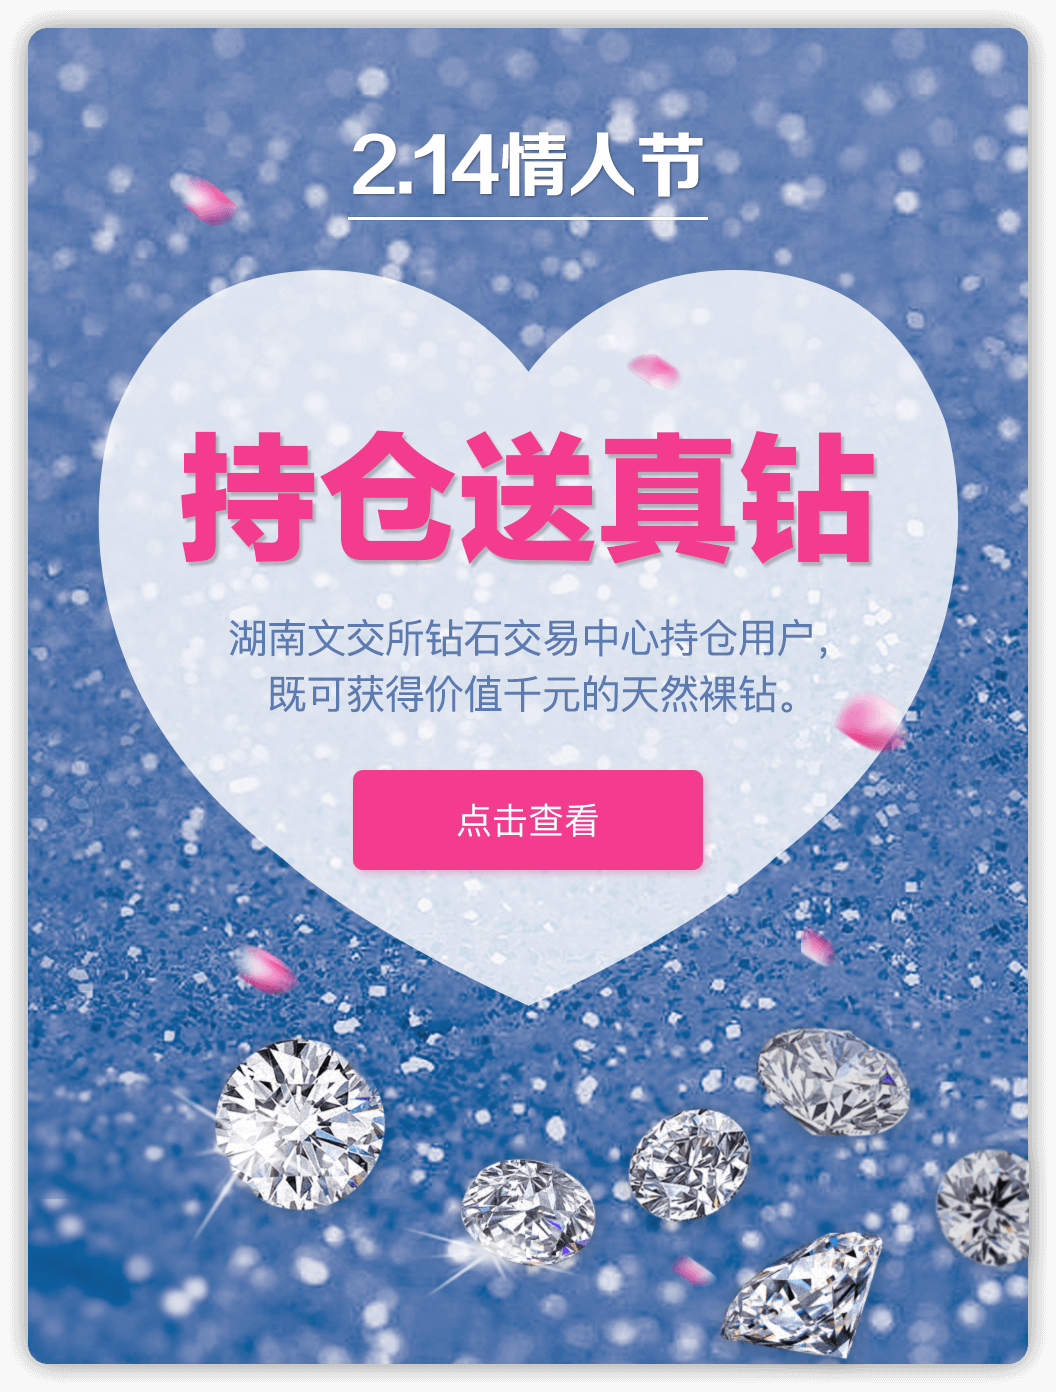 2.14情人节
持仓送真钻
湖南文交所钻石交易中心持仓用户，
既可获得价值千元的天然裸钻。
点击查看